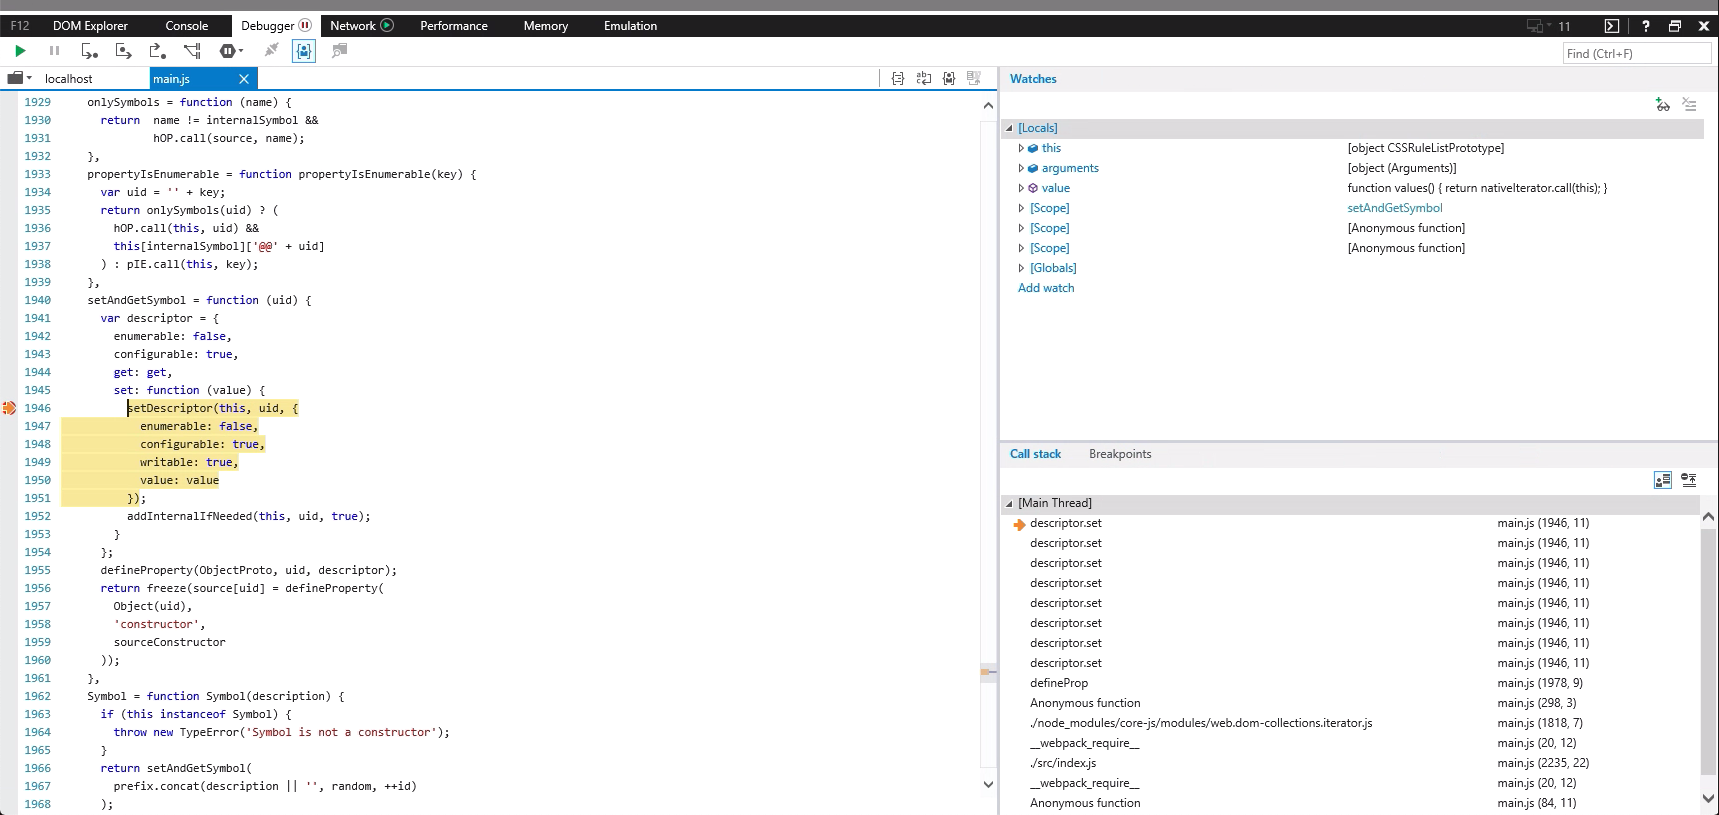 F12 DOM Explorer Console Debugger Network Performance Memory Emulation 11 ?
Find (Ctrl+F)
localhost main.js
1929 onlySymbols = function (name) {
1930 return  name != internalSymbol &&
1931 hOP.call(source, name);
1932 },
1933 propertyIsEnumerable = function propertyIsEnumerable(key) {
1934 var uid = '' + key;
1935 return onlySymbols(uid) ? (
1936 hOP.call(this, uid) &&
1937 this[internalSymbol]['@@' + uid]
1938 ) : pIE.call(this, key);
1939 },
1940 setAndGetSymbol = function (uid) {
1941 var descriptor = {
1942 enumerable: false,
1943 configurable: true,
1944 get: get,
1945 set: function (value) {
1946 setDescriptor(this, uid, {
1947 enumerable: false,
1948 configurable: true,
1949 writable: true,
1950 value: value
1951 });
1952 addInternalIfNeeded(this, uid, true);
1953 }
1954 };
1955 defineProperty(ObjectProto, uid, descriptor);
1956 return freeze(source[uid] = defineProperty(
1957 Object(uid),
1958 'constructor',
1959 sourceConstructor
1960 ));
1961 },
1962 Symbol = function Symbol(description) {
1963 if (this instanceof Symbol) {
1964 throw new TypeError('Symbol is not a constructor');
1965 }
1966 return setAndGetSymbol(
1967 prefix.concat(description || '', random, ++id)
1968 );
Watches
[Locals]
this [object CSSRuleListPrototype]
arguments [object (Arguments)]
value function values() { return nativeIterator.call(this); }
[Scope] setAndGetSymbol
[Scope] [Anonymous function]
[Scope] [Anonymous function]
[Globals]
Add watch
Call stack Breakpoints
[Main Thread]
descriptor.set main.js (1946, 11)
descriptor.set main.js (1946, 11)
descriptor.set main.js (1946, 11)
descriptor.set main.js (1946, 11)
descriptor.set main.js (1946, 11)
descriptor.set main.js (1946, 11)
descriptor.set main.js (1946, 11)
descriptor.set main.js (1946, 11)
defineProp main.js (1978, 9)
Anonymous function main.js (298, 3)
./node_modules/core-js/modules/web.dom-collections.iterator.js main.js (1818, 7)
__webpack_require__ main.js (20, 12)
./src/index.js main.js (2235, 22)
__webpack_require__ main.js (20, 12)
Anonymous function main.js (84, 11)